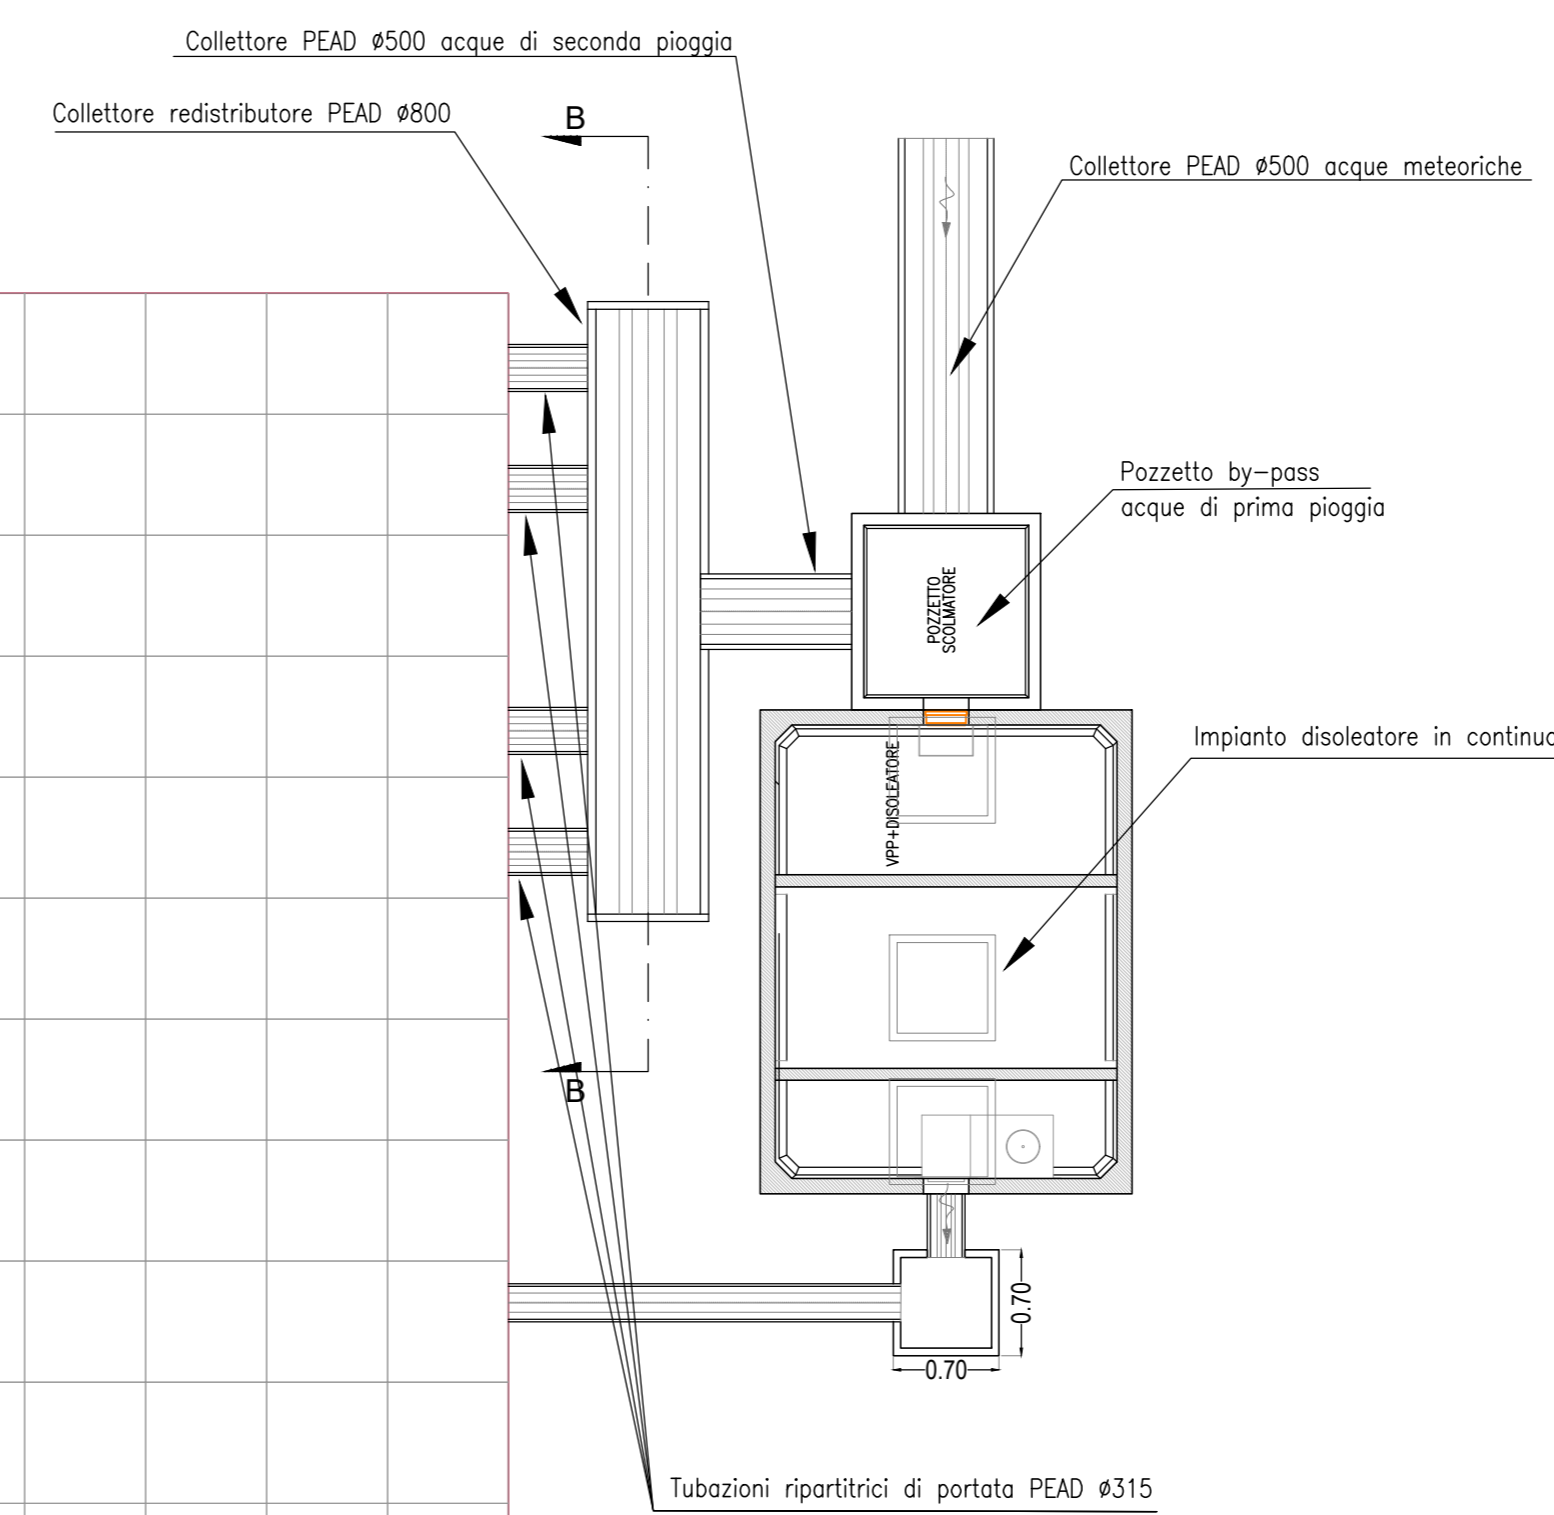 Collettore PEAD ø500 acque di seconda pioggia
Collettore redistributore PEAD ø800
B
Collettore PEAD ø500 acque meteoriche
Pozzetto by-pass
acque di prima pioggia
POZZETTO
SCOLMATORE
Impianto disoleatore in continuo
VPP+DISOLEATORE
B
0.70
0.70
Tubazioni ripartitrici di portata PEAD ø315